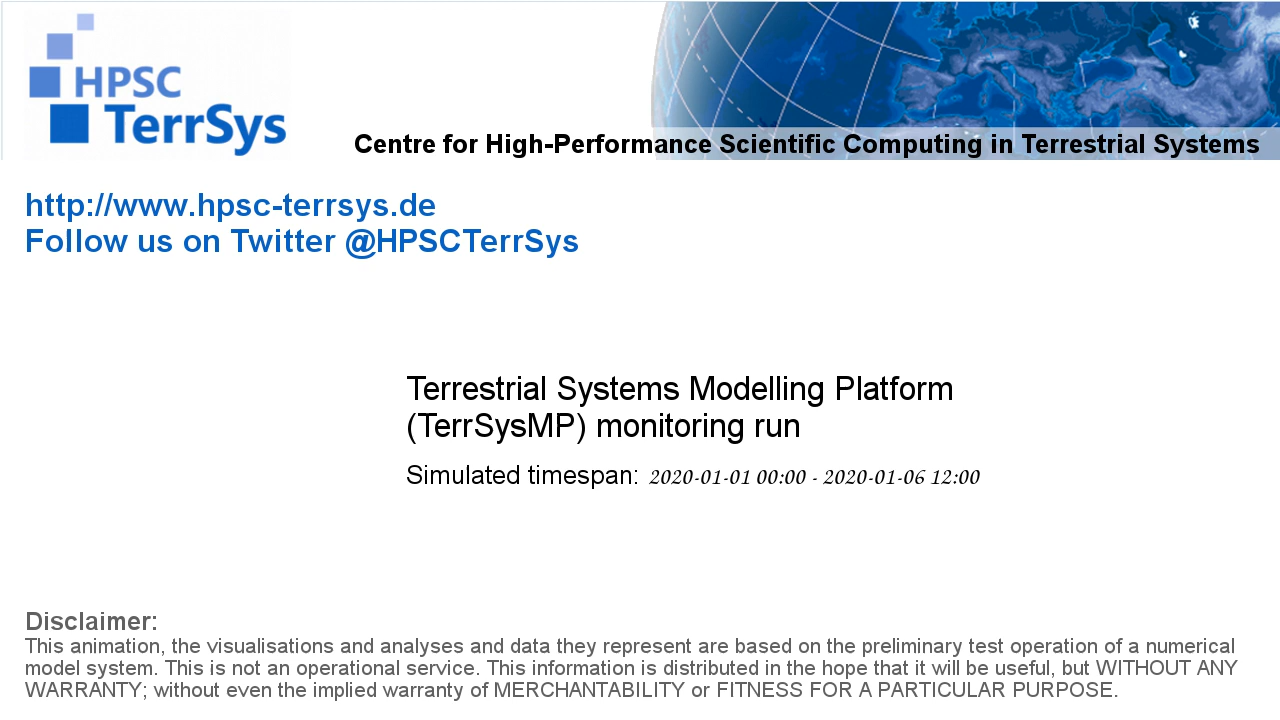 HPSC
TerrSys
Centre for High-Performance Scientific Computing in Terrestrial Systems
http://www.hpsc-terrsys.de
Follow us on Twitter @HPSCTerrSys
Terrestrial Systems Modelling Platform
(TerrSysMP) monitoring run
Simulated timespan: 2020-01-01 00:00 - 2020-01-06 12:00
Disclaimer:
This animation, the visualisations and analyses and data they represent are based on the preliminary test operation of a numerical
model system. This is not an operational service. This information is distributed in the hope that it will be useful, but WITHOUT ANY
WARRANTY; without even the implied warranty of MERCHANTABILITY or FITNESS FOR A PARTICULAR PURPOSE.